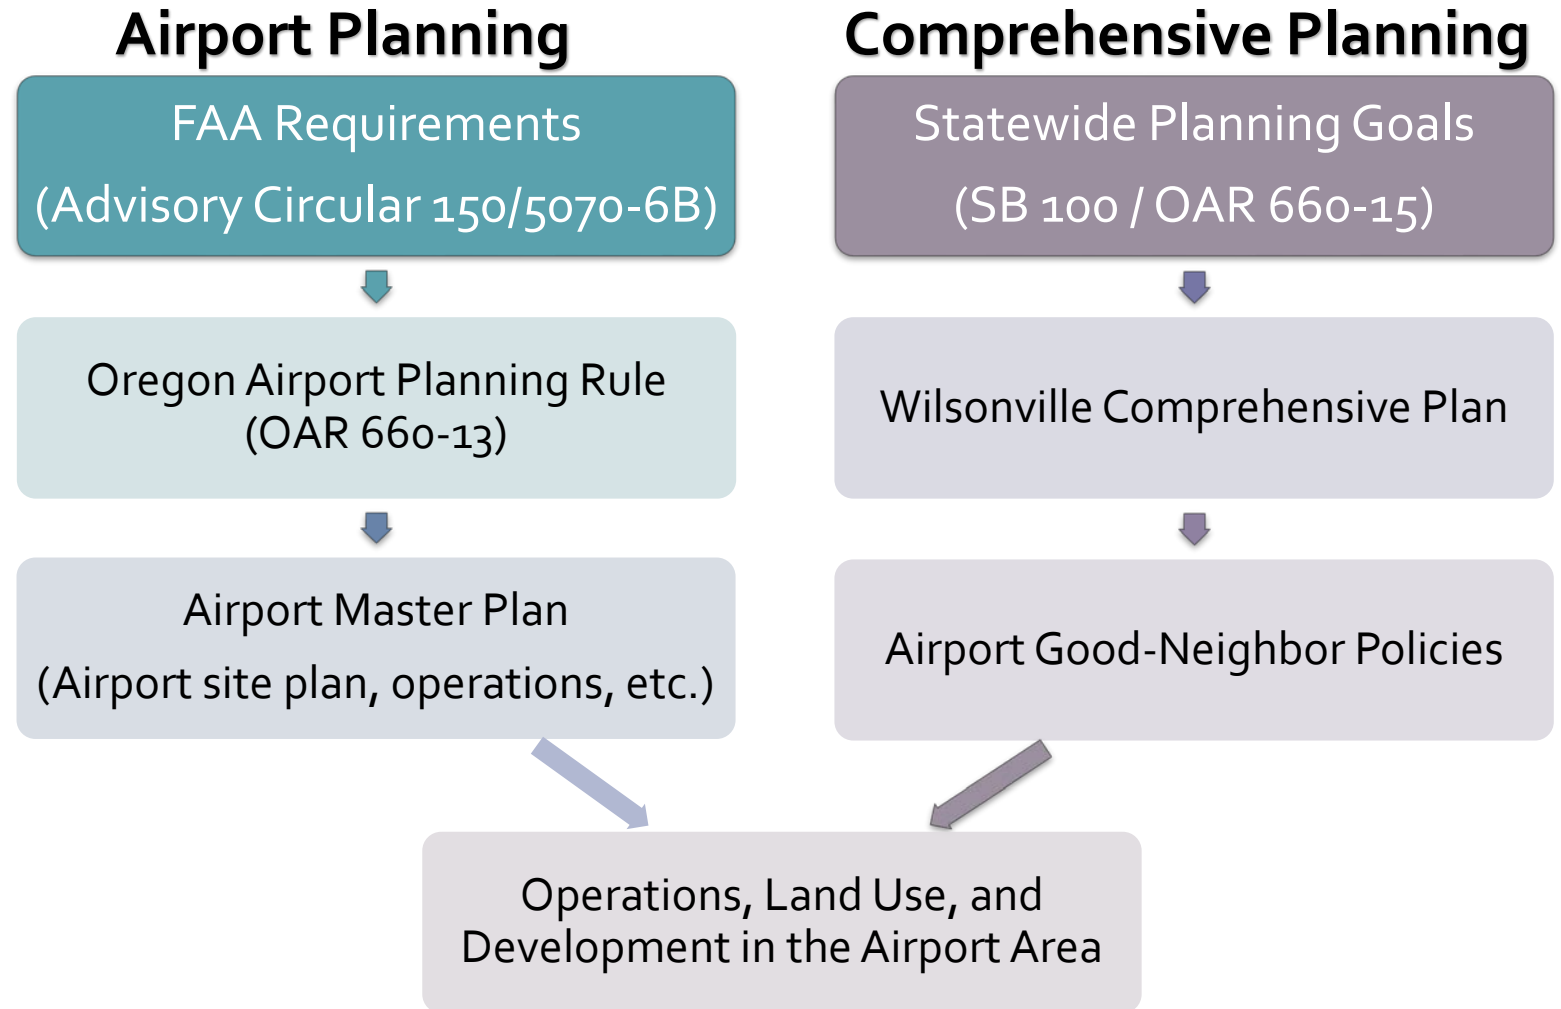 Airport Planning
FAA Requirements
(Advisory Circular 150/5070-6B)
Oregon Airport Planning Rule
(OAR 660-13)
Airport Master Plan
(Airport site plan, operations, etc.)
Comprehensive Planning
Statewide Planning Goals
(SB 100 / OAR 660-15)
Wilsonville Comprehensive Plan
Airport Good-Neighbor Policies
Operations, Land Use, and
Development in the Airport Area